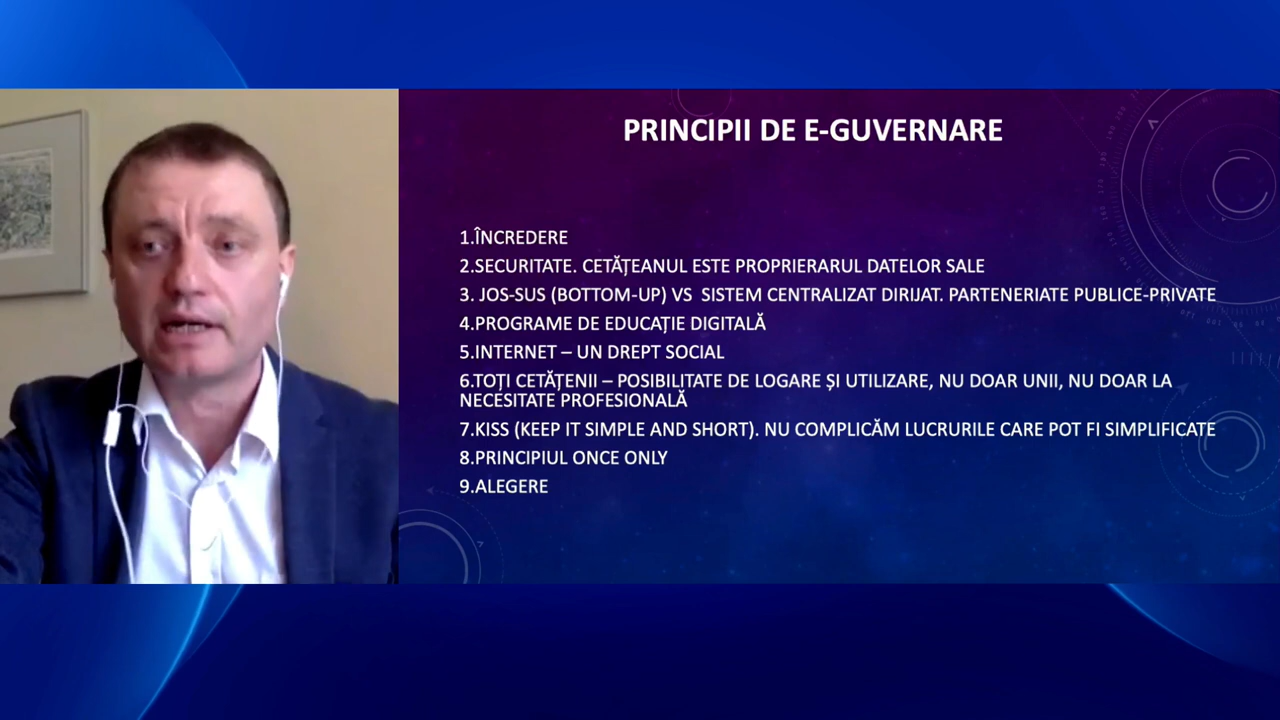 PRINCIPII DE E-GUVERNARE
1.ÎNCREDERE
2.SECURITATE. CETĂȚEANUL ESTE PROPRIERARUL DATELOR SALE
3. JOS-SUS (BOTTOM-UP) VS SISTEM CENTRALIZAT DIRIJAT. PARTENERIATE PUBLICE-PRIVATE
4.PROGRAME DE EDUCAȚIE DIGITALĂ
5.INTERNET – UN DREPT SOCIAL
6.TOȚI CETĂȚENII – POSIBILITATE DE LOGARE ȘI UTILIZARE, NU DOAR UNII, NU DOAR LA
NECESITATE PROFESIONALĂ
7.KISS (KEEP IT SIMPLE AND SHORT). NU COMPLICĂM LUCRURILE CARE POT FI SIMPLIFICATE
8.PRINCIPIUL ONCE ONLY
9.ALEGERE